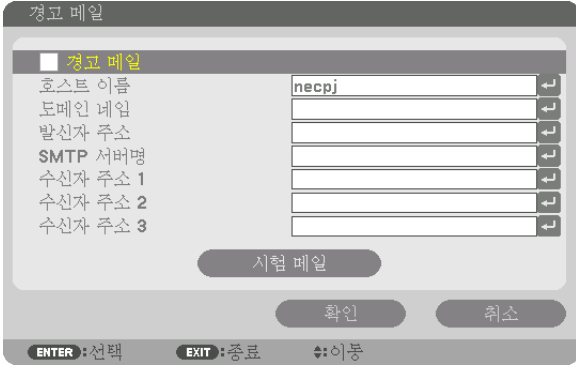 경고 메일
경고 메일
호스트 이름 necpj
도메인 네임
발신자 주소
SMTP 서버명
수신자 주소 1
수신자 주소 2
수신자 주소 3
시험 메일
확인 취소
ENTER :선택 EXIT :종료 :이동